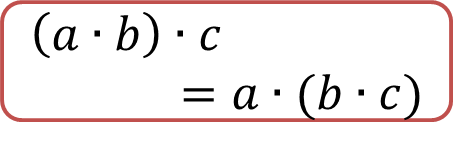 (a · b) · c
= a · (b · c)